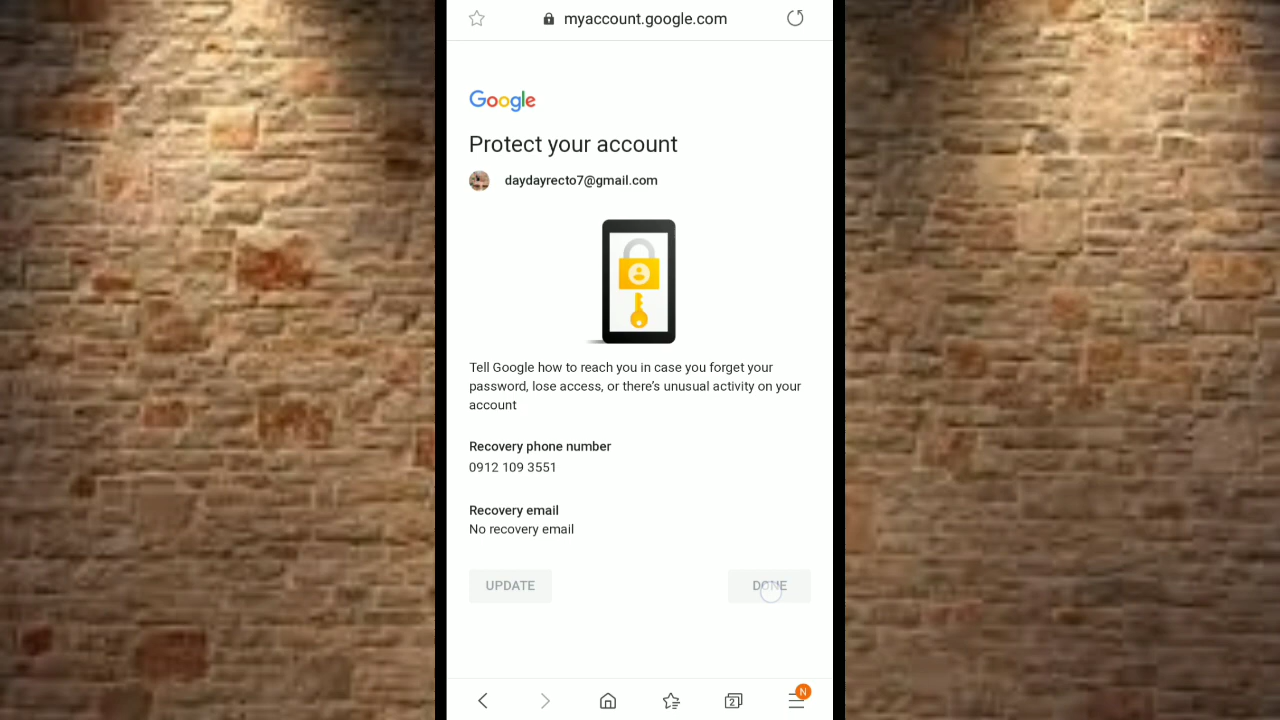 myaccount.google.com
Google
Protect your account
daydayrecto7@gmail.com
Tell Google how to reach you in case you forget your
password, lose access, or there's unusual activity on your
account
Recovery phone number
0912 109 3551
Recovery email
No recovery email
UPDATE
DONE
2
N